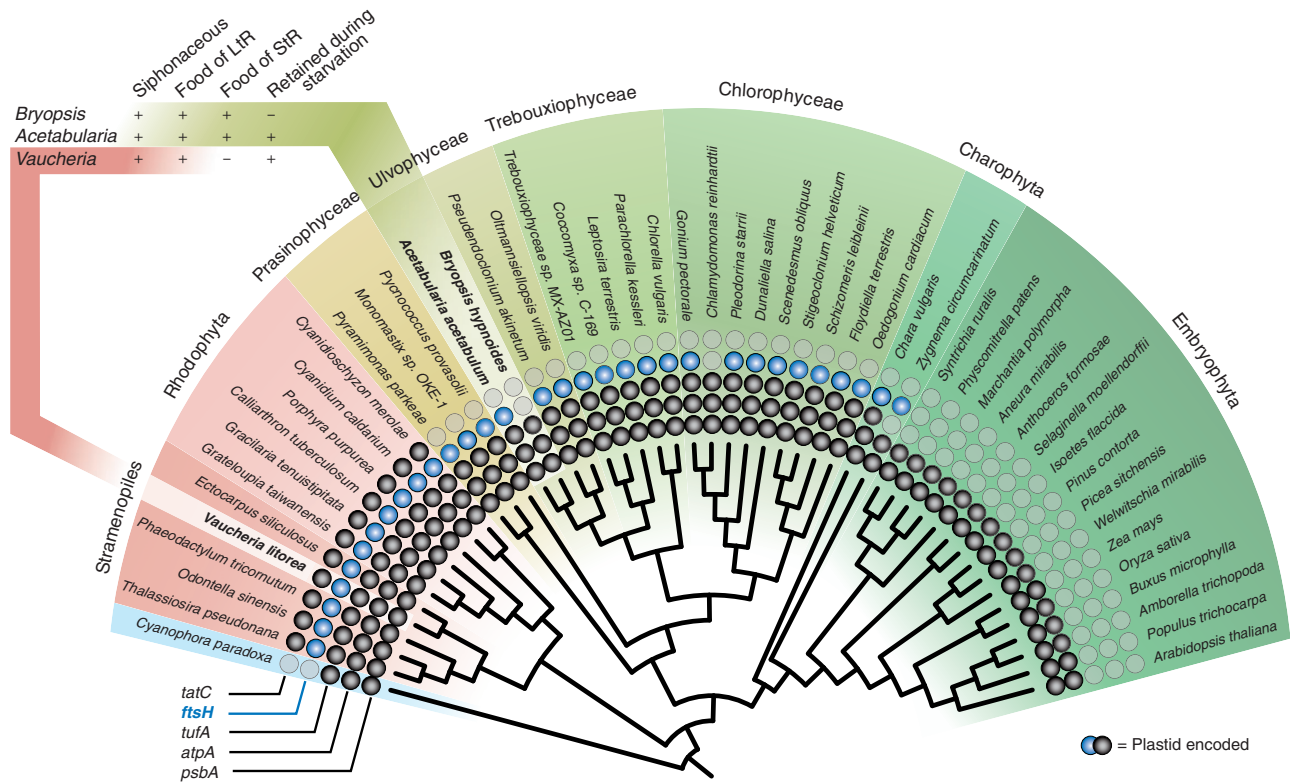 Siphonaceous
Food of LtR
Food of StR
Retained during
starvation
Bryopsis + + + –
Acetabularia + + + +
Vaucheria + + – +
Stramenopiles
Rhodophyta
Prasinophyceae
Ulvophyceae
Trebouxiophyceae
Chlorophyceae
Charophyta
Embryophyta
Cyanophora paradoxa
Thalassiosira pseudonana
Odontella sinensis
Phaeodactylum tricornutum
Vaucheria litorea
Ectocarpus siliculosus
Grateloupia taiwanensis
Gracilaria tenuistipitata
Calliarthron tuberculosum
Porphyra purpurea
Cyanidium caldarium
Cyanidioschyzon merolae
Pyramimonas parkeae
Monomastix sp. OKE-1
Pycnococcus provasolii
Acetabularia acetabulum
Bryopsis hypnoides
Pseudendoclonium akinetum
Oltmannsiellopsis viridis
Trebouxiophyceae sp. MX-AZ01
Coccomyxa sp. C-169
Leptosira terrestris
Parachlorella kessleri
Chlorella vulgaris
Gonium pectorale
Chlamydomonas reinhardtii
Pleodorina starrii
Dunaliella salina
Scenedesmus obliquus
Stigeoclonium helveticum
Schizomeris leibleinii
Floydiella terrestris
Oedogonium cardiacum
Chara vulgaris
Zygnema circumcarinatum
Syntrichia ruralis
Physcomitrella patens
Marchantia polymorpha
Aneura mirabilis
Anthoceros formosae
Selaginella moellendorffii
Isoetes flaccida
Pinus contorta
Picea sitchensis
Welwitschia mirabilis
Zea mays
Oryza sativa
Buxus microphylla
Amborella trichopoda
Populus trichocarpa
Arabidopsis thaliana
tatC
ftsH
tufA
atpA
psbA
= Plastid encoded